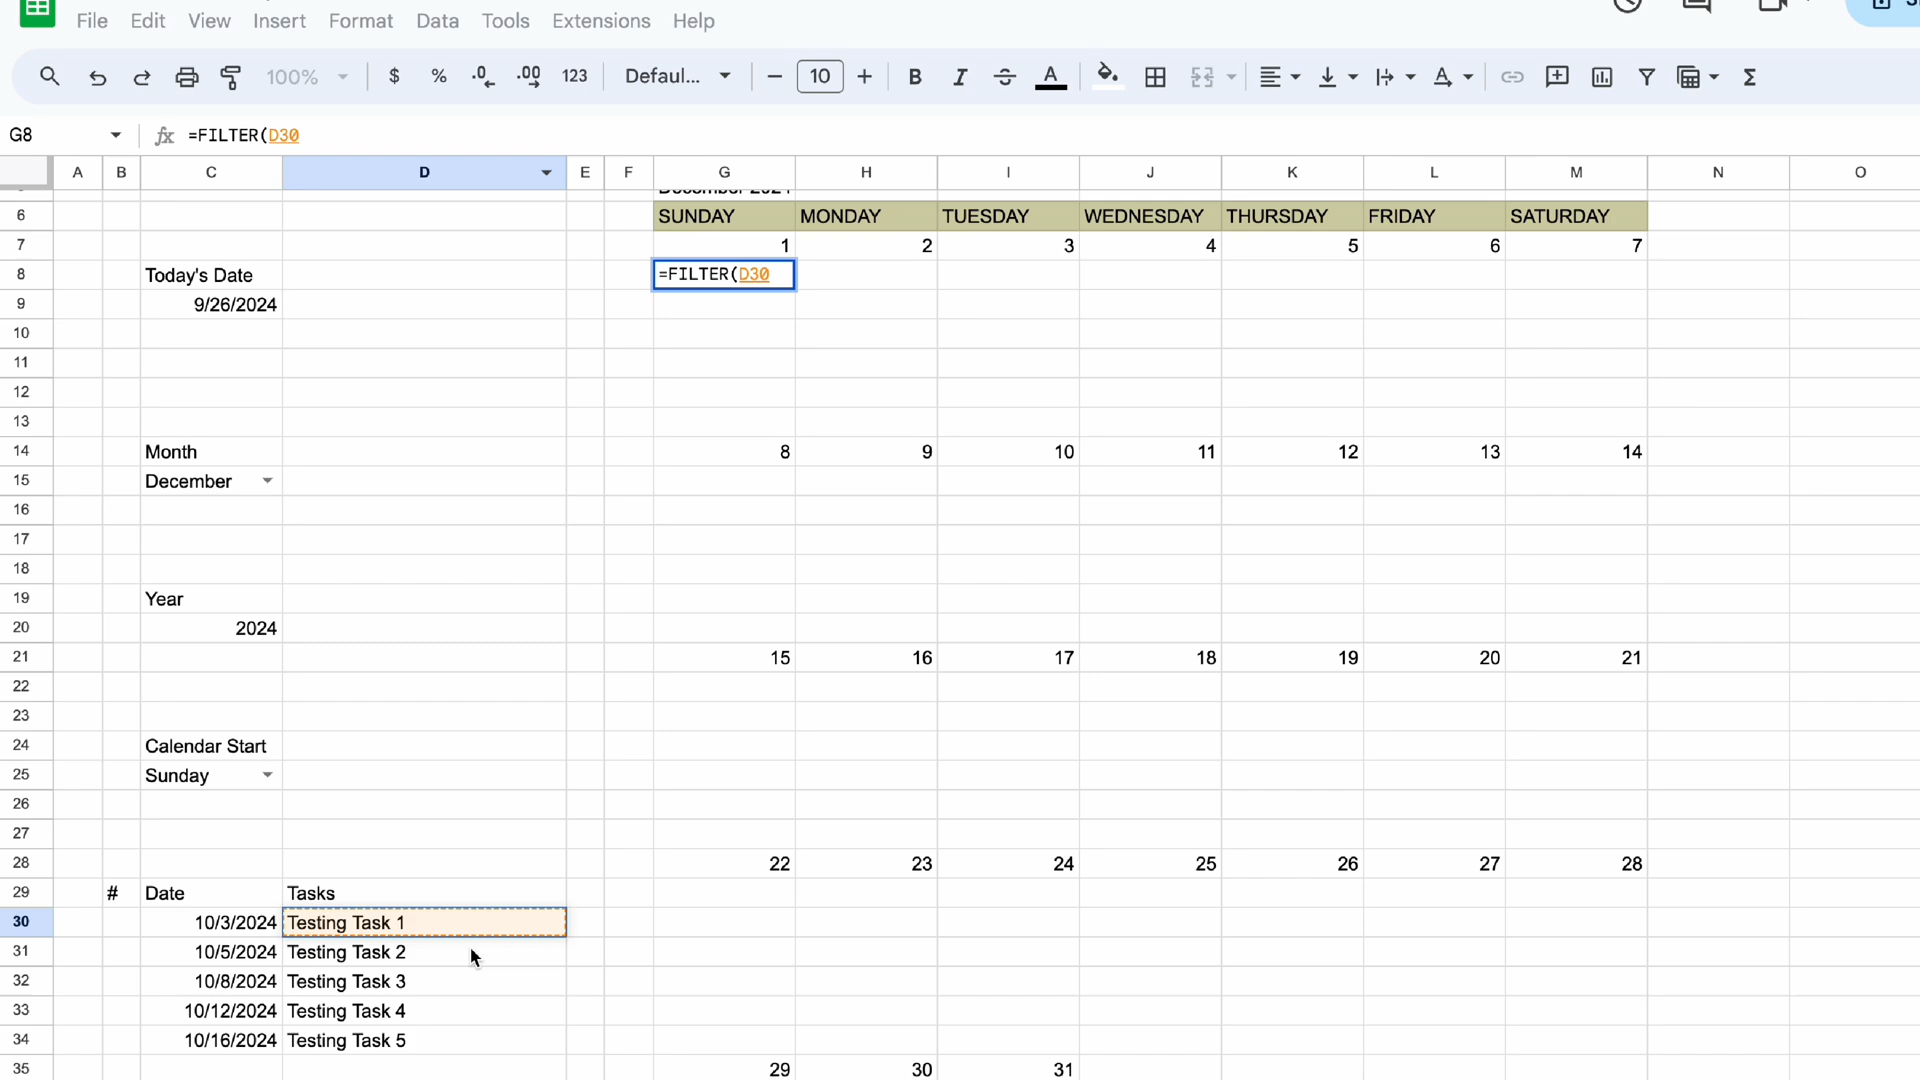 File Edit View Insert Format Data Tools Extensions Help
100% $ % .0 .00 123 Defaul... 10 B I S A
G8 fx =FILTER(D30
A B C D E F G H I J K L M N O
December 2024
6 SUNDAY MONDAY TUESDAY WEDNESDAY THURSDAY FRIDAY SATURDAY
7 1 2 3 4 5 6 7
8 Today's Date =FILTER(D30
9 9/26/2024
10
11
12
13
14 Month 8 9 10 11 12 13 14
15 December
16
17
18
19 Year
20 2024
21 15 16 17 18 19 20 21
22
23
24 Calendar Start
25 Sunday
26
27
28 22 23 24 25 26 27 28
29 # Date Tasks
30 10/3/2024 Testing Task 1
31 10/5/2024 Testing Task 2
32 10/8/2024 Testing Task 3
33 10/12/2024 Testing Task 4
34 10/16/2024 Testing Task 5
35 29 30 31